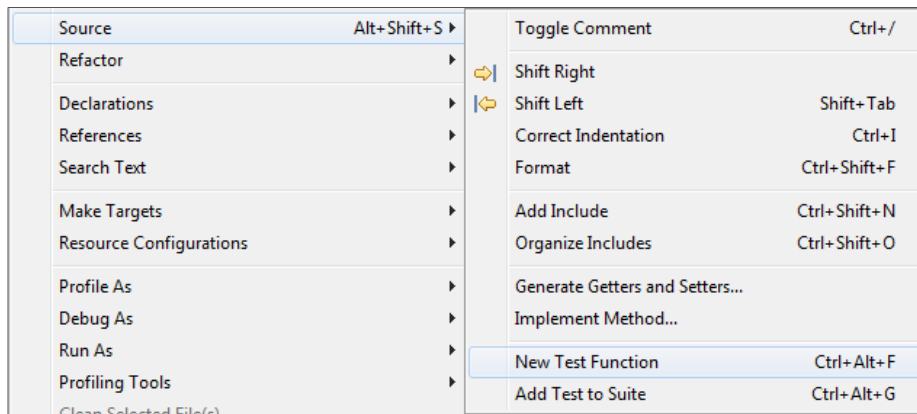 Source Alt+Shift+S
Refactor
Declarations
References
Search Text
Make Targets
Resource Configurations
Profile As
Debug As
Run As
Profiling Tools
Clean Selected File(s)
Toggle Comment Ctrl+/
Shift Right
Shift Left Shift+Tab
Correct Indentation Ctrl+I
Format Ctrl+Shift+F
Add Include Ctrl+Shift+N
Organize Includes Ctrl+Shift+O
Generate Getters and Setters...
Implement Method...
New Test Function Ctrl+Alt+F
Add Test to Suite Ctrl+Alt+G